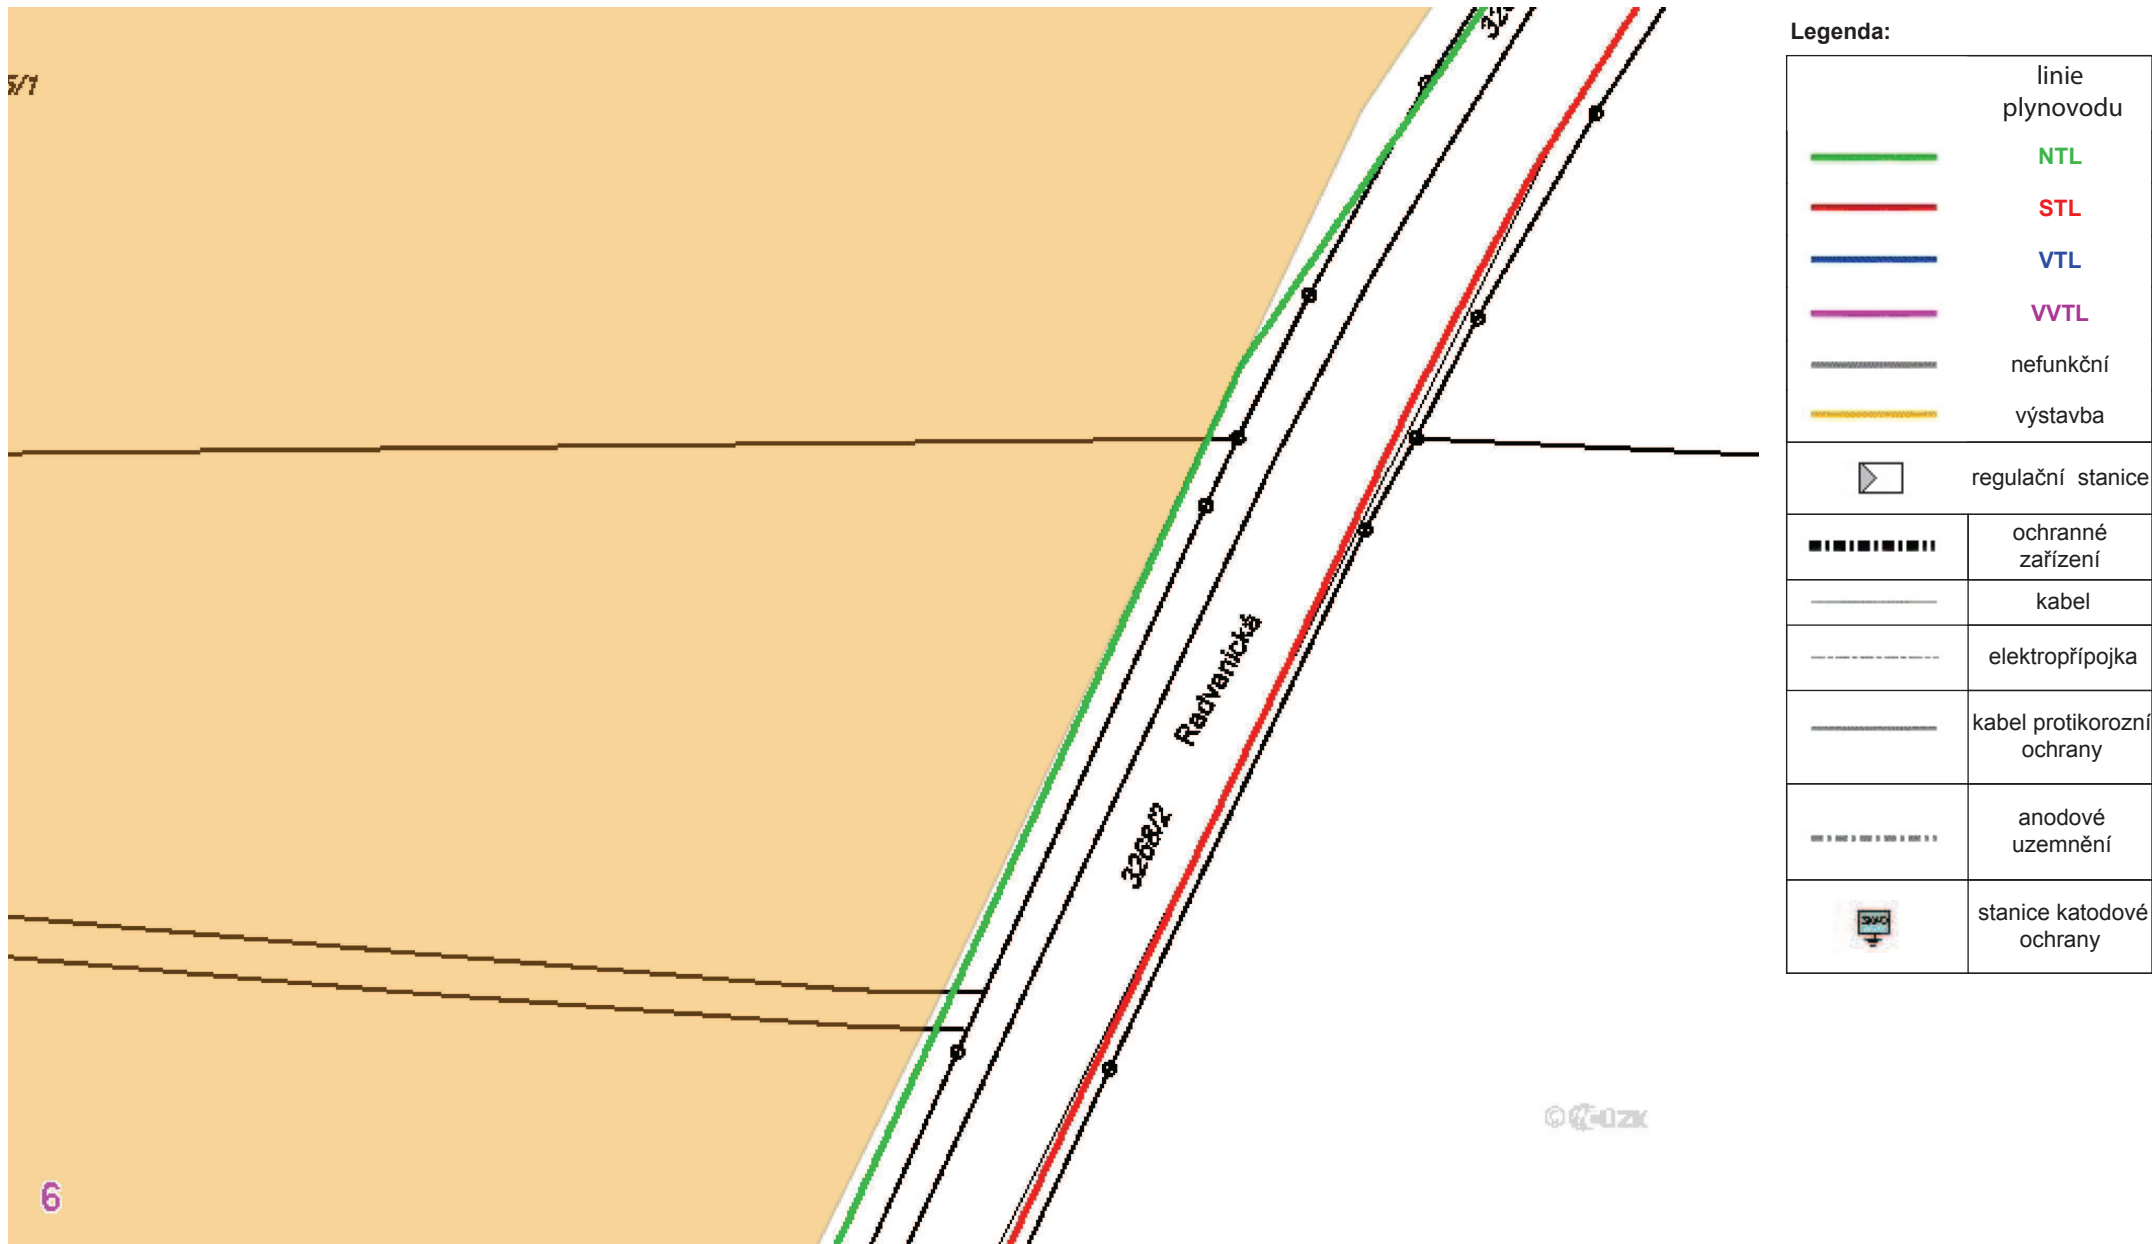 5/1
32
Radvanická
3268/2
6
Legenda:
linie
plynovodu
NTL
STL
VTL
VVTL
nefunkční
výstavba
regulační stanice
ochranné
zařízení
kabel
elektropřípojka
kabel protikorozní
ochrany
anodové
uzemnění
stanice katodové
ochrany